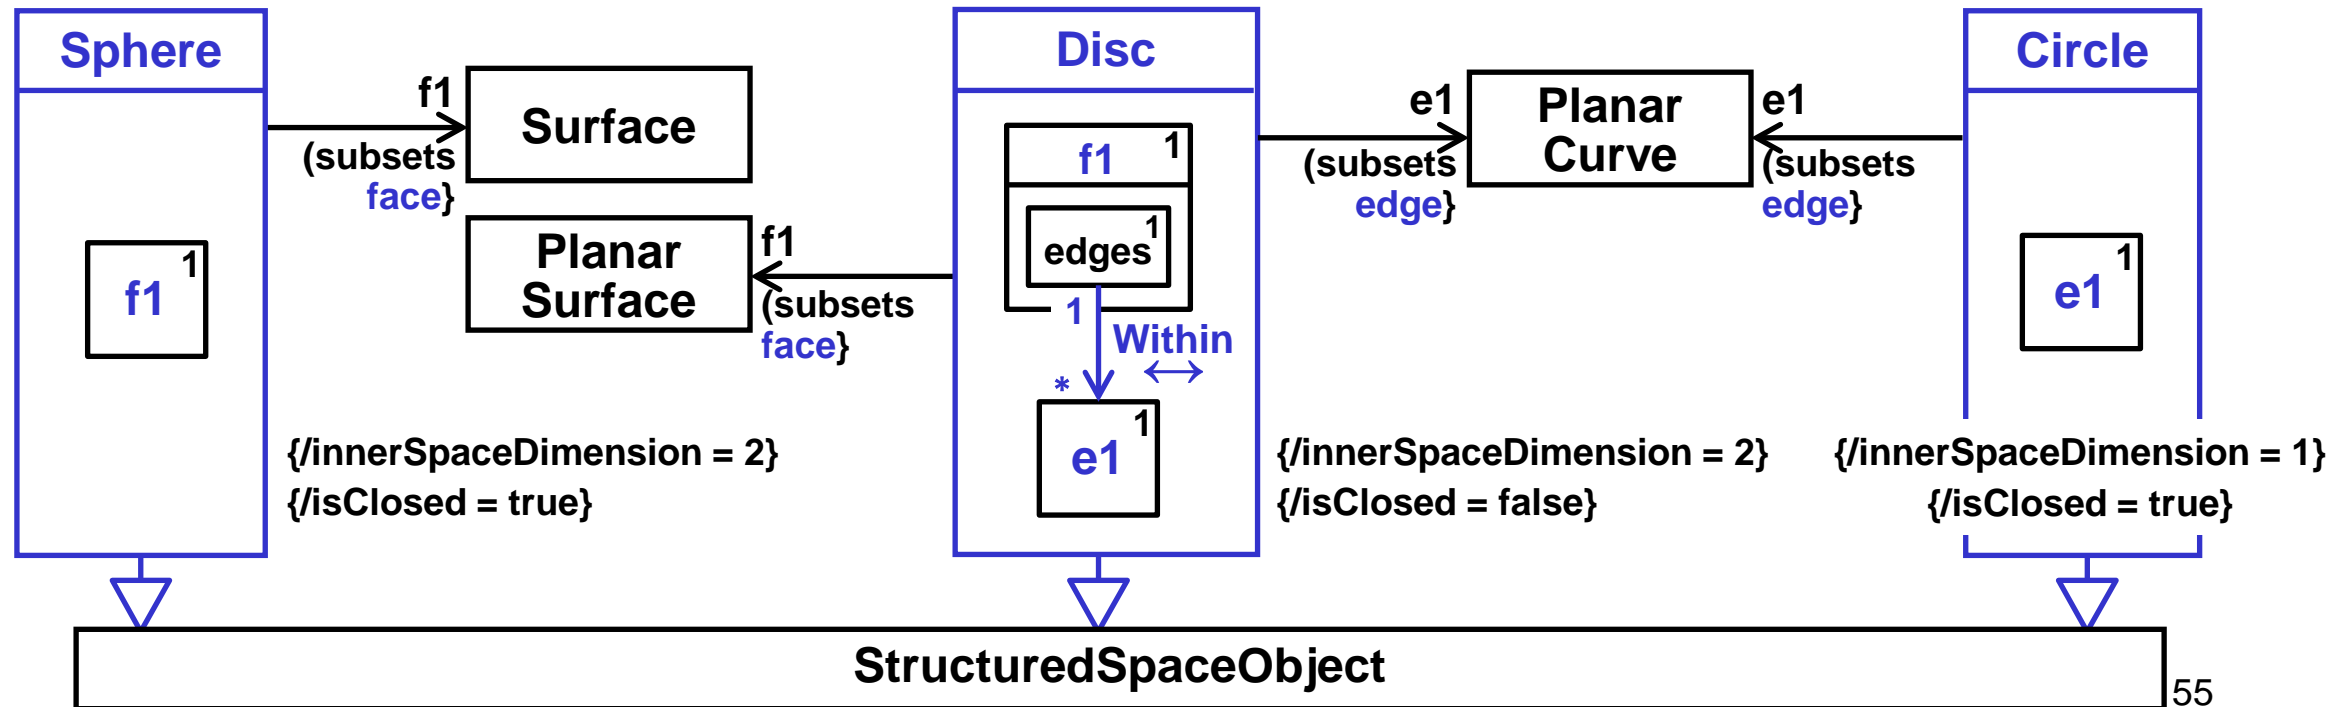 Sphere
f1
f1
(subsets
face}
Surface
Planar
Surface
f1
(subsets
face}
{/innerSpaceDimension = 2}
{/isClosed = true}
Disc
f1
1
edges
1
1
Within
*
e1
1
e1
(subsets
edge}
Planar
Curve
e1
(subsets
edge}
{/innerSpaceDimension = 2}
{/isClosed = false}
Circle
e1
1
{/innerSpaceDimension = 1}
{/isClosed = true}
1
StructuredSpaceObject
55